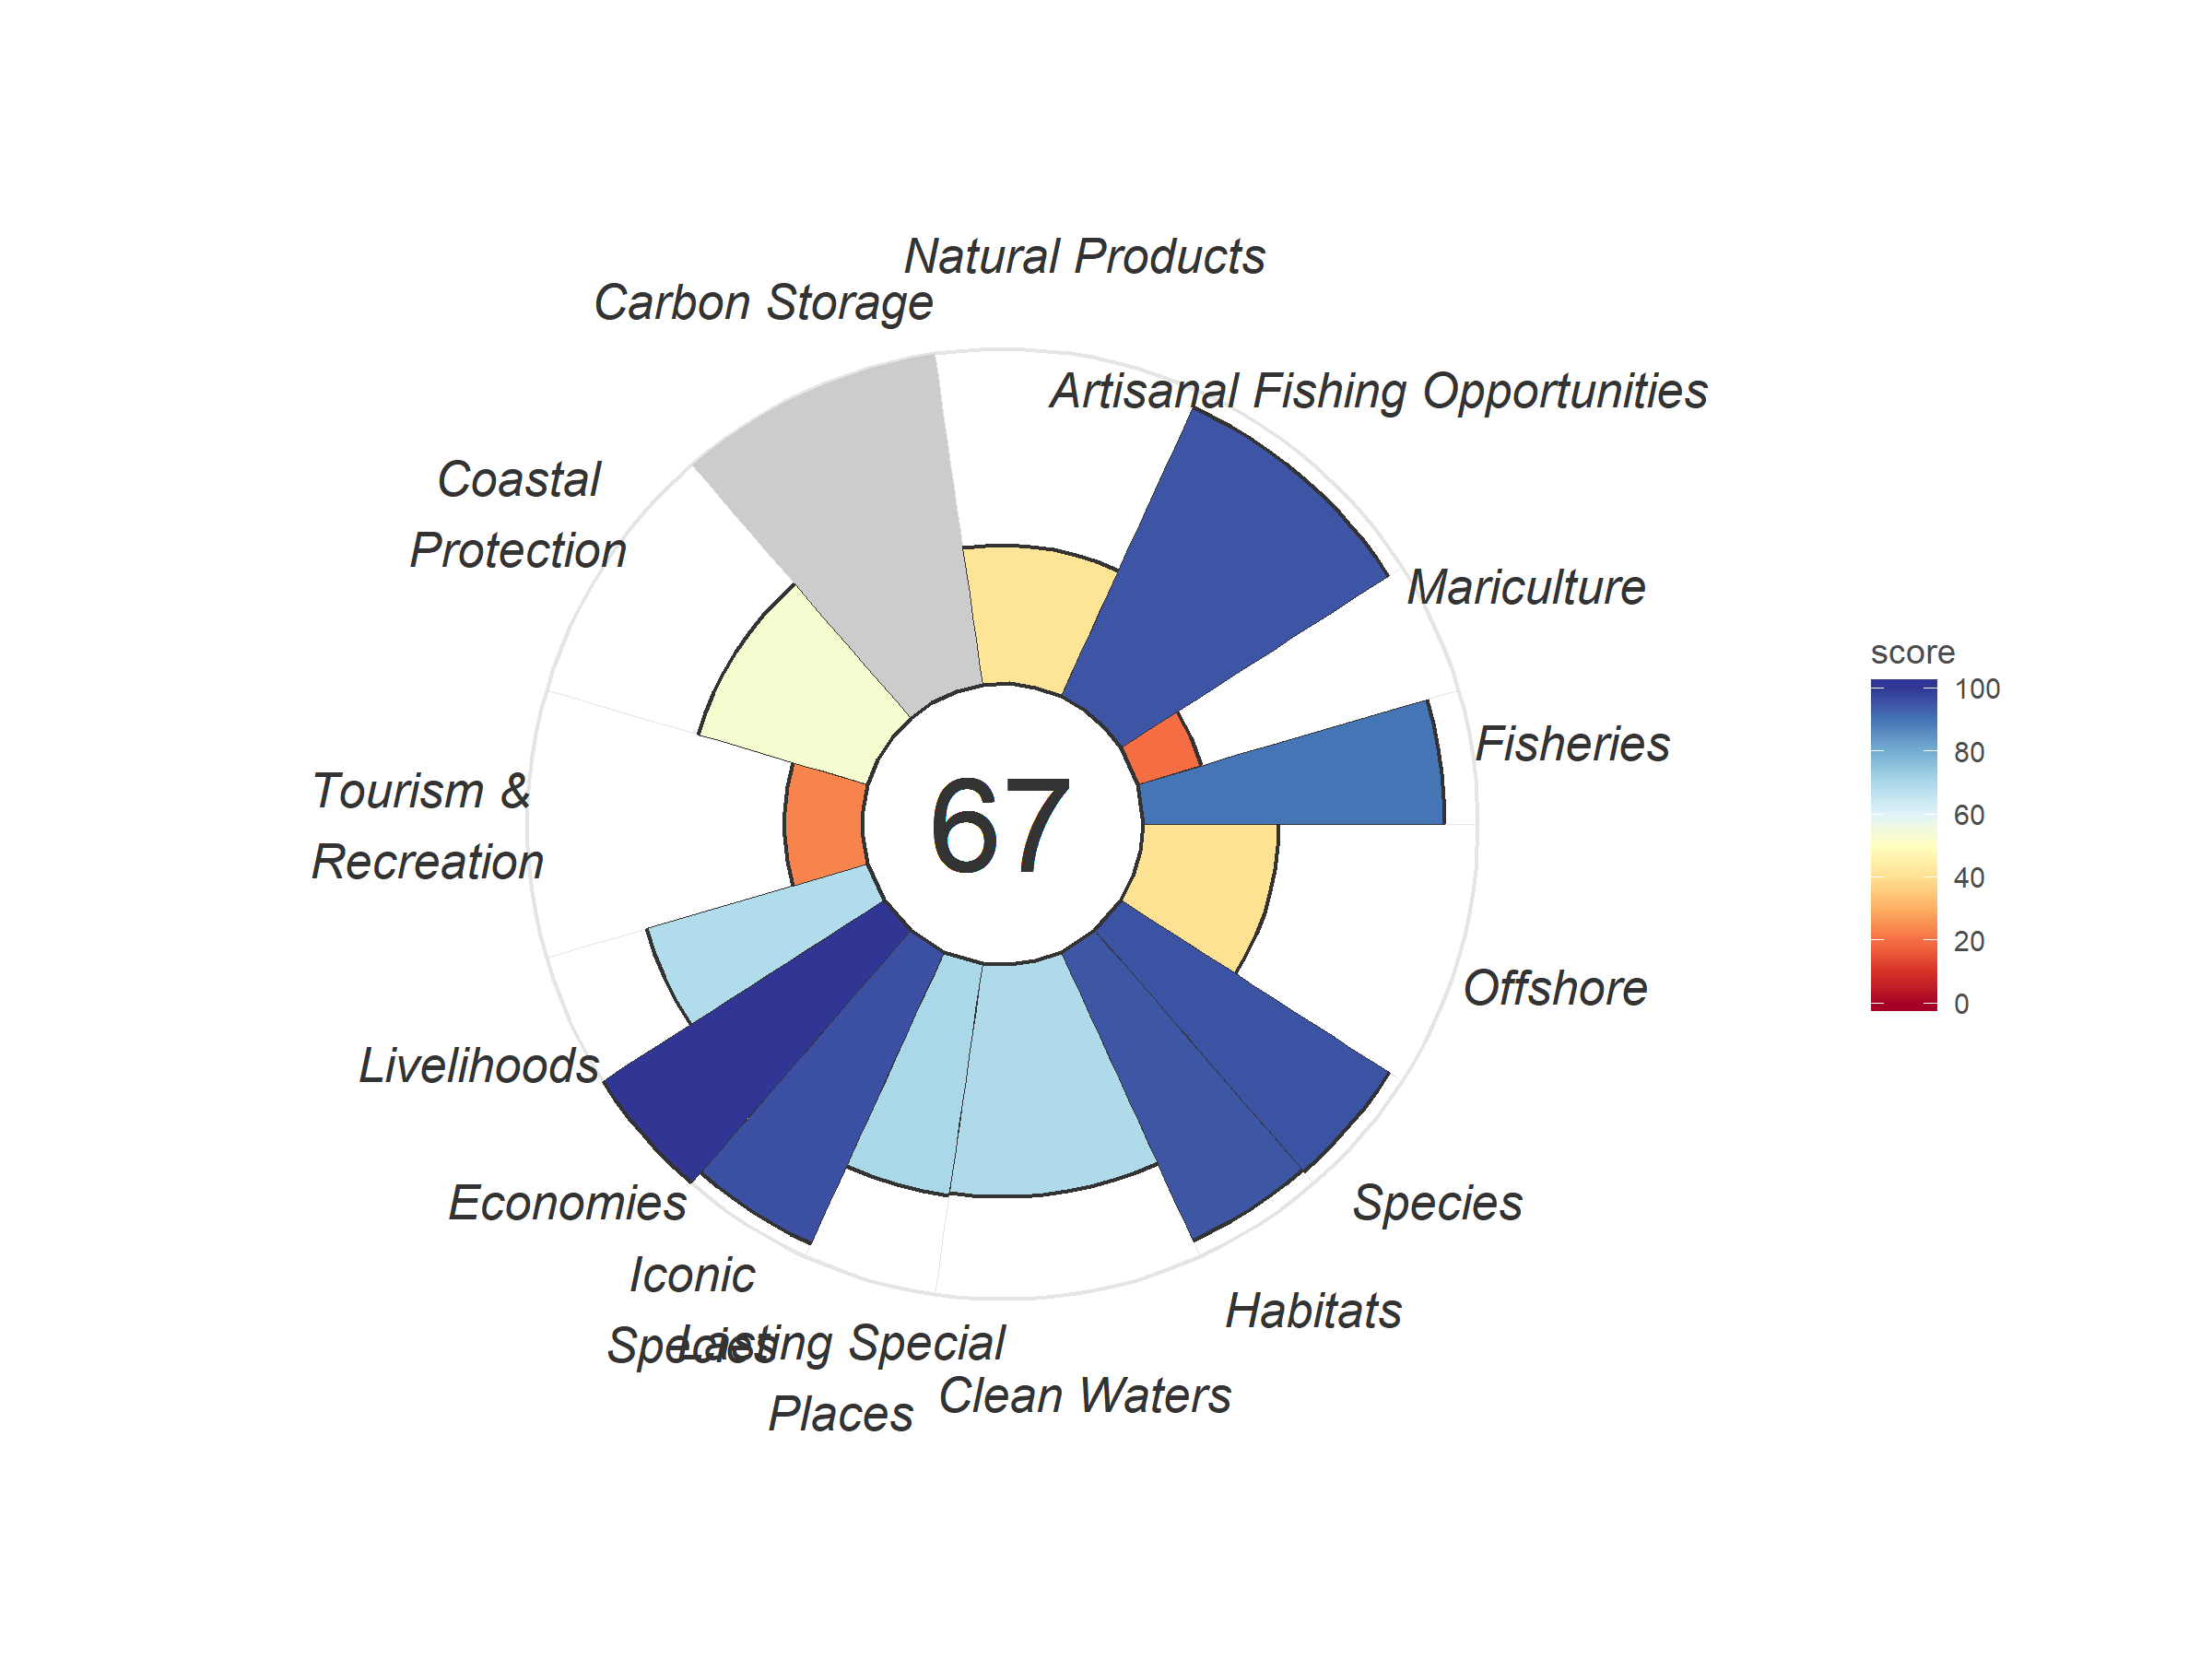 Natural Products
Carbon Storage
Artisanal Fishing Opportunities
Coastal
Protection
Mariculture
Fisheries
Tourism &
Recreation
67
Offshore
Livelihoods
Economies
Species
Iconic
Species
Habitats
Lasting Special
Places
Clean Waters
score
100
80
60
40
20
0